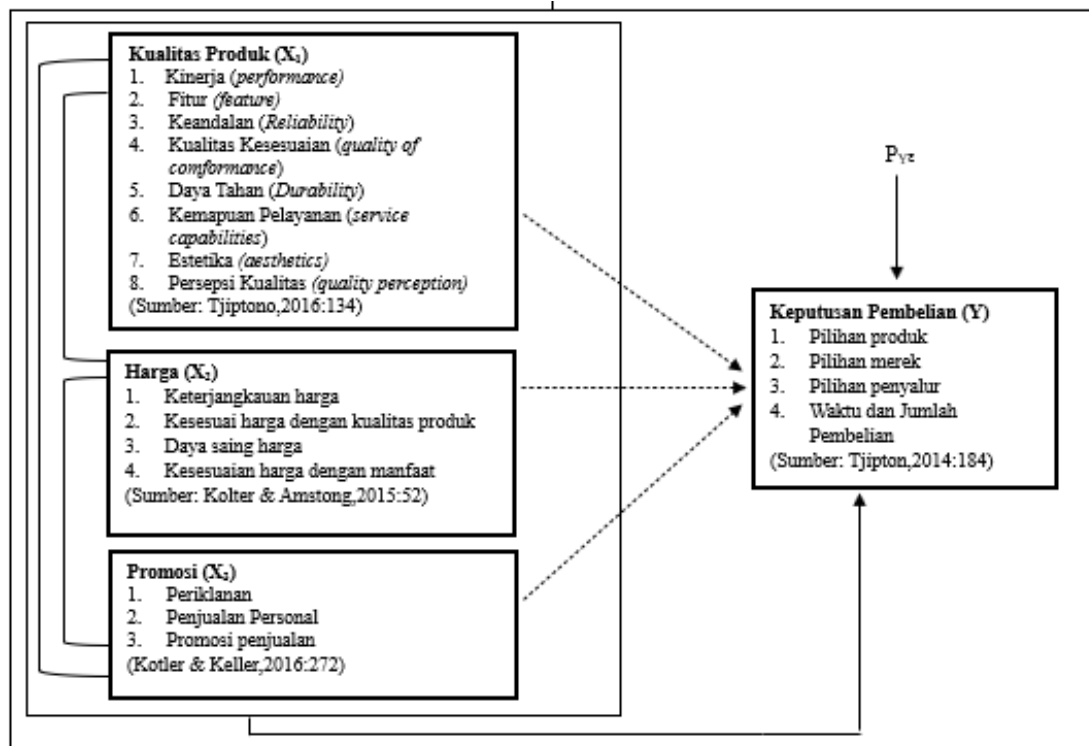 Kualitas Produk (X₁)
1. Kinerja (performance)
2. Fitur (feature)
3. Keandalan (Reliability)
4. Kualitas Kesesuaian (quality of
comformance)
5. Daya Tahan (Durability)
6. Kemapuan Pelayanan (service
capabilities)
7. Estetika (aesthetics)
8. Persepsi Kualitas (quality perception)
(Sumber: Tjiptono,2016:134)
Harga (X₂)
1. Keterjangkauan harga
2. Kesesuai harga dengan kualitas produk
3. Daya saing harga
4. Kesesuaian harga dengan manfaat
(Sumber: Kolter & Amstong,2015:52)
Promosi (X₃)
1. Periklanan
2. Penjualan Personal
3. Promosi penjualan
(Kotler & Keller,2016:272)
Pᵧε
Keputusan Pembelian (Y)
1. Pilihan produk
2. Pilihan merek
3. Pilihan penyalur
4. Waktu dan Jumlah
Pembelian
(Sumber: Tjipton,2014:184)